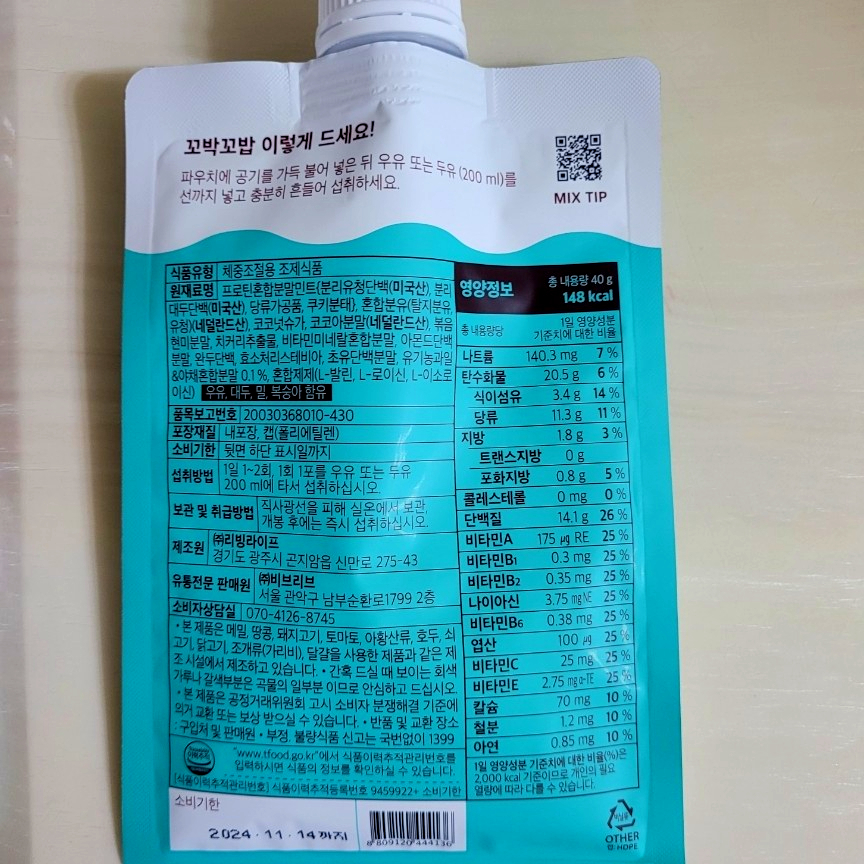 꼬박꼬밥 이렇게 드세요!
파우치에 공기를 가득 불어 넣은 뒤 우유 또는 두유 (200 ml)를
선까지 넣고 충분히 흔들어 섭취하세요.
MIX TIP
식품유형 체중조절용 조제식품
원재료명 프로틴혼합분말민트{분리유청단백(미국산), 분리
대두단백(미국산), 당류가공품, 쿠키분태}, 혼합분유(탈지분유,
유청)(네덜란드산), 코코넛슈가, 코코아분말(네덜란드산), 볶음
현미분말, 치커리추출물, 비타민미네랄혼합분말, 아몬드단백
분말, 완두단백, 효소처리스테비아, 초유단백분말, 유기농과일
&야채혼합분말 0.1%, 혼합제제(L-발린, L-로이신, L-이소로
이신) 우유, 대두, 밀, 복숭아 함유
품목보고번호 20030368010-430
포장재질 내포장, 캡(폴리에틸렌)
소비기한 뒷면 하단 표시일까지
섭취방법 1일 1~2회, 1회 1포를 우유 또는 두유
200 ml에 타서 섭취하십시오.
보관 및 취급방법 직사광선을 피해 실온에서 보관,
개봉 후에는 즉시 섭취하십시오.
제조원 ㈜리빙라이프
경기도 광주시 곤지암읍 신만로 275-43
유통전문 판매원 ㈜비브리브
서울 관악구 남부순환로1799 2층
소비자상담실 070-4126-8745
• 본 제품은 메밀, 땅콩, 돼지고기, 토마토, 아황산류, 호두, 쇠
고기, 닭고기, 조개류(가리비), 달걀을 사용한 제품과 같은 제
조 시설에서 제조하고 있습니다. • 간혹 드실 때 보이는 회색
가루나 갈색부분은 곡물의 일부분 이므로 안심하고 드십시오.
• 본 제품은 공정거래위원회 고시 소비자 분쟁해결 기준에
의거 교환 또는 보상 받으실 수 있습니다. • 반품 및 교환 장소
: 구입처 및 판매원 • 부정, 불량식품 신고는 국번없이 1399
"www.tfood.go.kr"에서 식품이력추적관리번호를
입력하시면 식품의 정보를 확인하실 수 있습니다.
[식품이력추적관리번호] 식품이력추적등록번호 9459922+ 소비기한
소비기한
2024.11.14까지
8 809120 444136
영양정보 총 내용량 40 g
148 kcal
총 내용량당 1일 영양성분
기준치에 대한 비율
나트륨 140.3 mg 7 %
탄수화물 20.5 g 6 %
식이섬유 3.4 g 14 %
당류 11.3 g 11 %
지방 1.8 g 3 %
트랜스지방 0 g
포화지방 0.8 g 5 %
콜레스테롤 0 mg 0 %
단백질 14.1 g 26 %
비타민A 175 ㎍ RE 25 %
비타민B1 0.3 mg 25 %
비타민B2 0.35 mg 25 %
나이아신 3.75 mg NE 25 %
비타민B6 0.38 mg 25 %
엽산 100 ㎍ 25 %
비타민C 25 mg 25 %
비타민E 2.75 mg α-TE 25 %
칼슘 70 mg 10 %
철분 1.2 mg 10 %
아연 0.85 mg 10 %
1일 영양성분 기준치에 대한 비율(%)은
2,000 kcal 기준이므로 개인의 필요
열량에 따라 다를 수 있습니다.
비닐류
OTHER
캡: HDPE